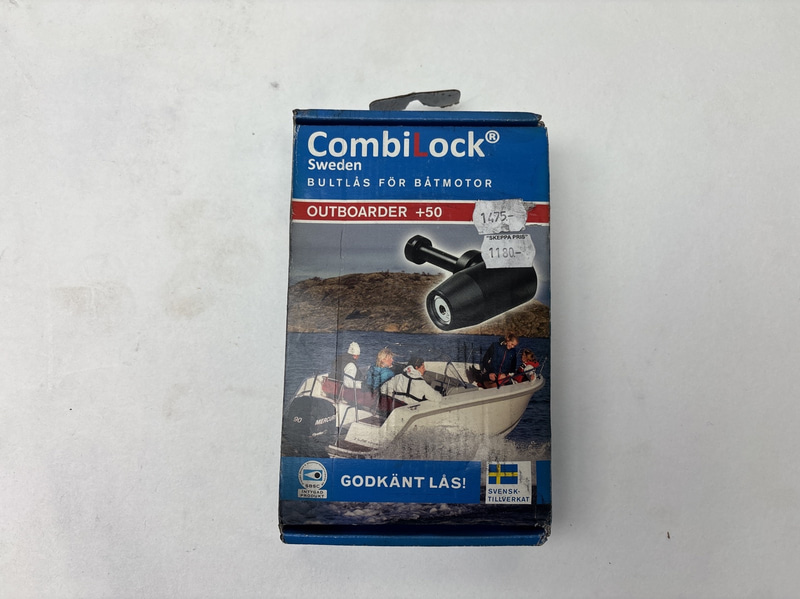 CombiLock®
Sweden
BULTLÅS FÖR BÅTMOTOR
OUTBOARDER +50
1475:-
"SKEPPA PRIS"
1180:-
90
MERCURY
SBSC
INTYGAD
PRODUKT
GODKÄNT LÅS!
SVENSK-
TILLVERKAT